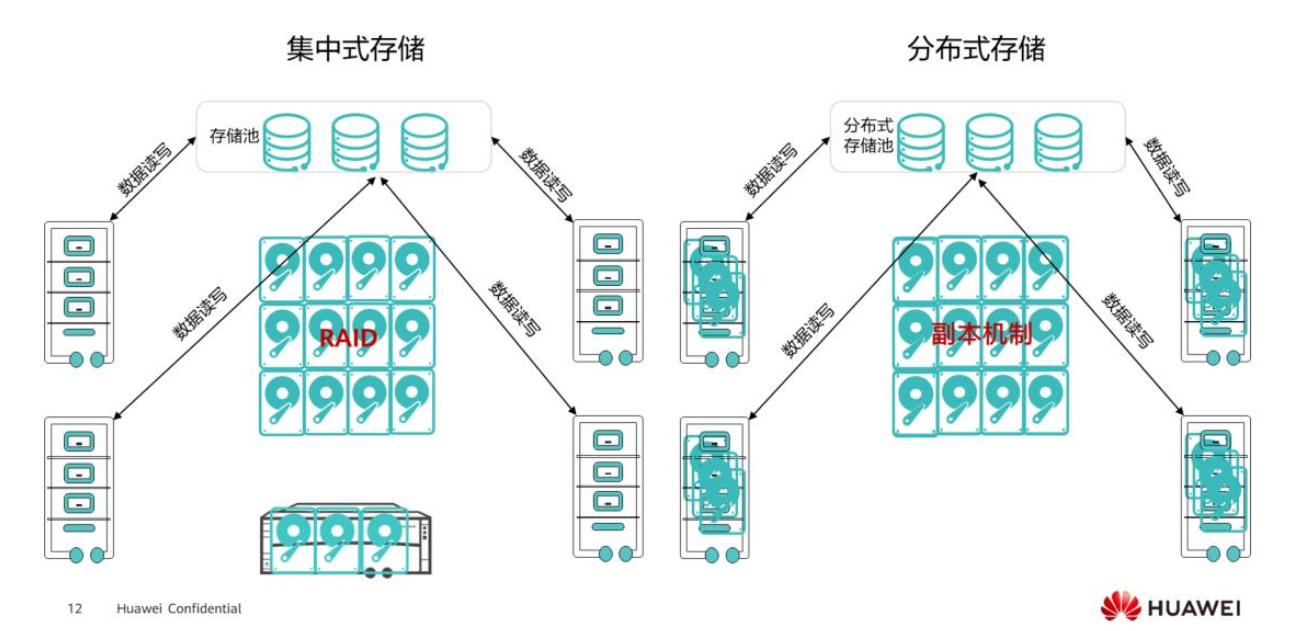 集中式存储
分布式存储
存储池
分布式
存储池
数据读写
数据读写
数据读写
数据读写
数据读写
数据读写
数据读写
数据读写
RAID
副本机制
12 Huawei Confidential
HUAWEI